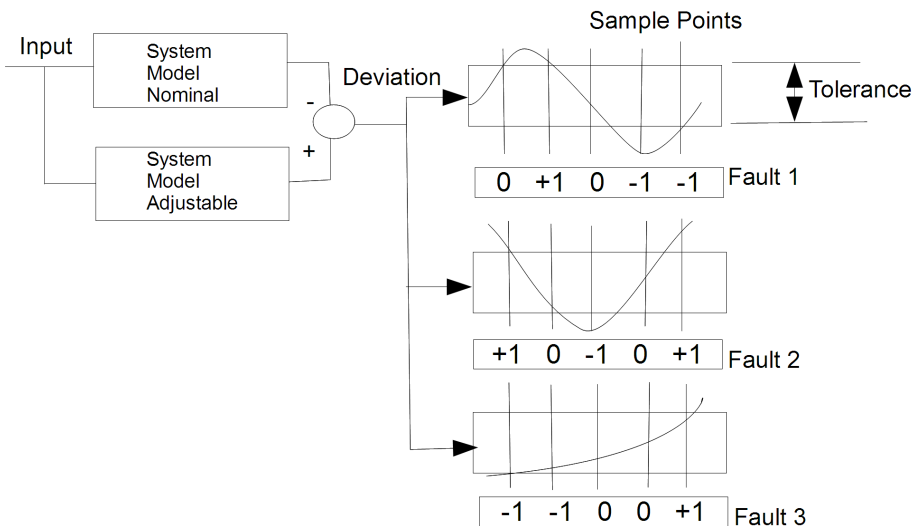 Sample Points
Input
System
Model
Nominal
Deviation
-
+
Tolerance
System
Model
Adjustable
0 +1 0 -1 -1 Fault 1
+1 0 -1 0 +1 Fault 2
-1 -1 0 0 +1 Fault 3